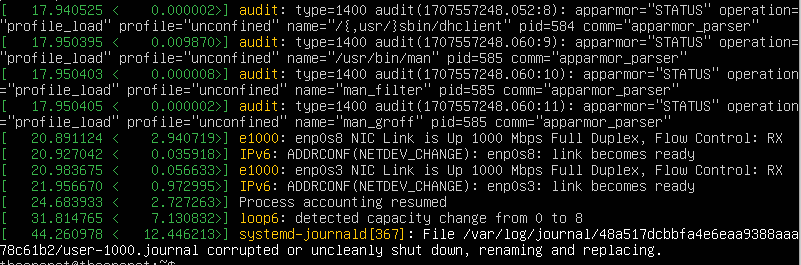 [   17.940525 <    0.000002>] audit: type=1400 audit(1707557248.052:8): apparmor="STATUS" operation
="profile_load" profile="unconfined" name="/{,usr/}sbin/dhclient" pid=584 comm="apparmor_parser"
[   17.950395 <    0.009870>] audit: type=1400 audit(1707557248.060:9): apparmor="STATUS" operation
="profile_load" profile="unconfined" name="/usr/bin/man" pid=585 comm="apparmor_parser"
[   17.950403 <    0.000008>] audit: type=1400 audit(1707557248.060:10): apparmor="STATUS" operation
="profile_load" profile="unconfined" name="man_filter" pid=585 comm="apparmor_parser"
[   17.950405 <    0.000002>] audit: type=1400 audit(1707557248.060:11): apparmor="STATUS" operation
="profile_load" profile="unconfined" name="man_groff" pid=585 comm="apparmor_parser"
[   20.891124 <    2.940719>] e1000: enp0s8 NIC Link is Up 1000 Mbps Full Duplex, Flow Control: RX
[   20.927042 <    0.035918>] IPv6: ADDRCONF(NETDEV_CHANGE): enp0s8: link becomes ready
[   20.983675 <    0.056633>] e1000: enp0s3 NIC Link is Up 1000 Mbps Full Duplex, Flow Control: RX
[   21.956670 <    0.972995>] IPv6: ADDRCONF(NETDEV_CHANGE): enp0s3: link becomes ready
[   24.683933 <    2.727263>] Process accounting resumed
[   31.814765 <    7.130832>] loop6: detected capacity change from 0 to 8
[   44.260978 <   12.446213>] systemd-journald[367]: File /var/log/journal/48a517dcbbfa4e6eaa9388aaa
78c61b2/user-1000.journal corrupted or uncleanly shut down, renaming and replacing.